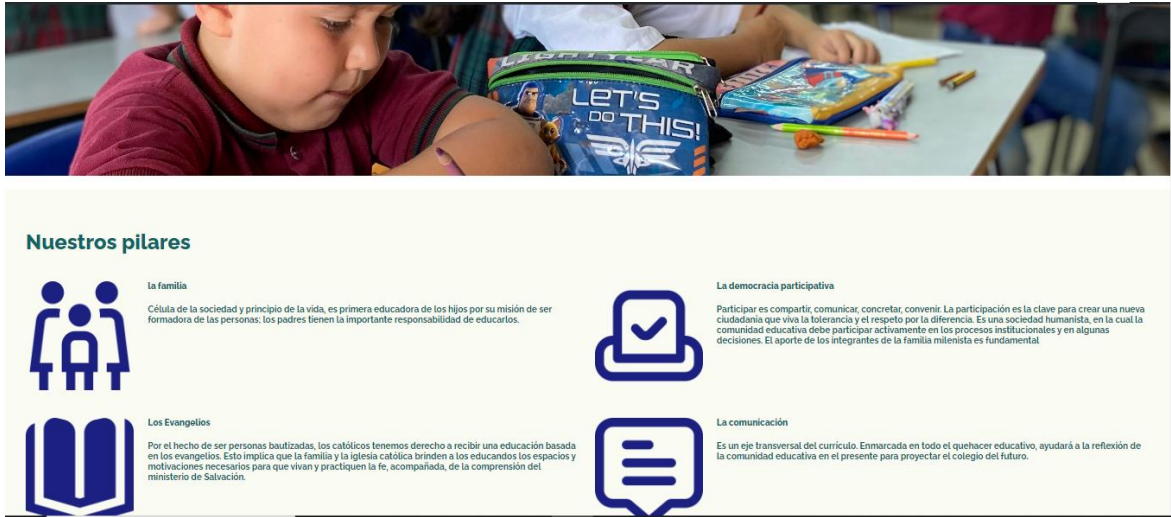 LIGHTYEAR
LET'S
DO THIS!
Nuestros pilares
la familia
Célula de la sociedad y principio de la vida, es primera educadora de los hijos por su misión de ser
formadora de las personas; los padres tienen la importante responsabilidad de educarlos.
La democracia participativa
Participar es compartir, comunicar, concretar, convenir. La participación es la clave para crear una nueva
ciudadanía que viva la tolerancia y el respeto por la diferencia. Es una sociedad humanista, en la cual la
comunidad educativa debe participar activamente en los procesos institucionales y en algunas
decisiones. El aporte de los integrantes de la familia milenista es fundamental
Los Evangelios
Por el hecho de ser personas bautizadas, los católicos tenemos derecho a recibir una educación basada
en los evangelios. Esto implica que la familia y la iglesia católica brinden a los educandos los espacios y
motivaciones necesarios para que vivan y practiquen la fe, acompañada, de la comprensión del
ministerio de Salvación.
La comunicación
Es un eje transversal del currículo. Enmarcada en todo el quehacer educativo, ayudará a la reflexión de
la comunidad educativa en el presente para proyectar el colegio del futuro.